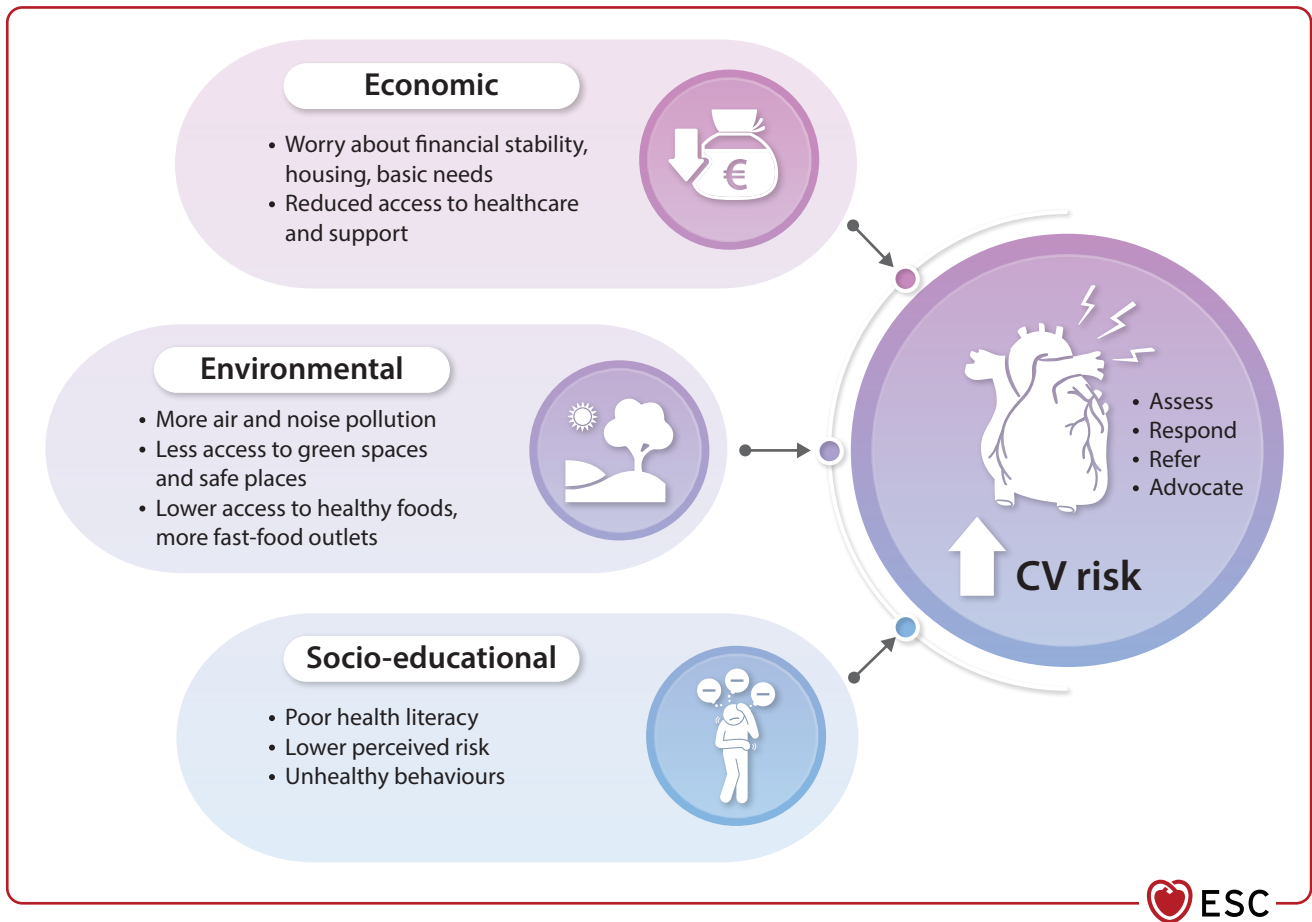 Economic
• Worry about financial stability,
housing, basic needs
• Reduced access to healthcare
and support
€
Environmental
• More air and noise pollution
• Less access to green spaces
and safe places
• Lower access to healthy foods,
more fast-food outlets
Socio-educational
• Poor health literacy
• Lower perceived risk
• Unhealthy behaviours
• Assess
• Respond
• Refer
• Advocate
CV risk
ESC